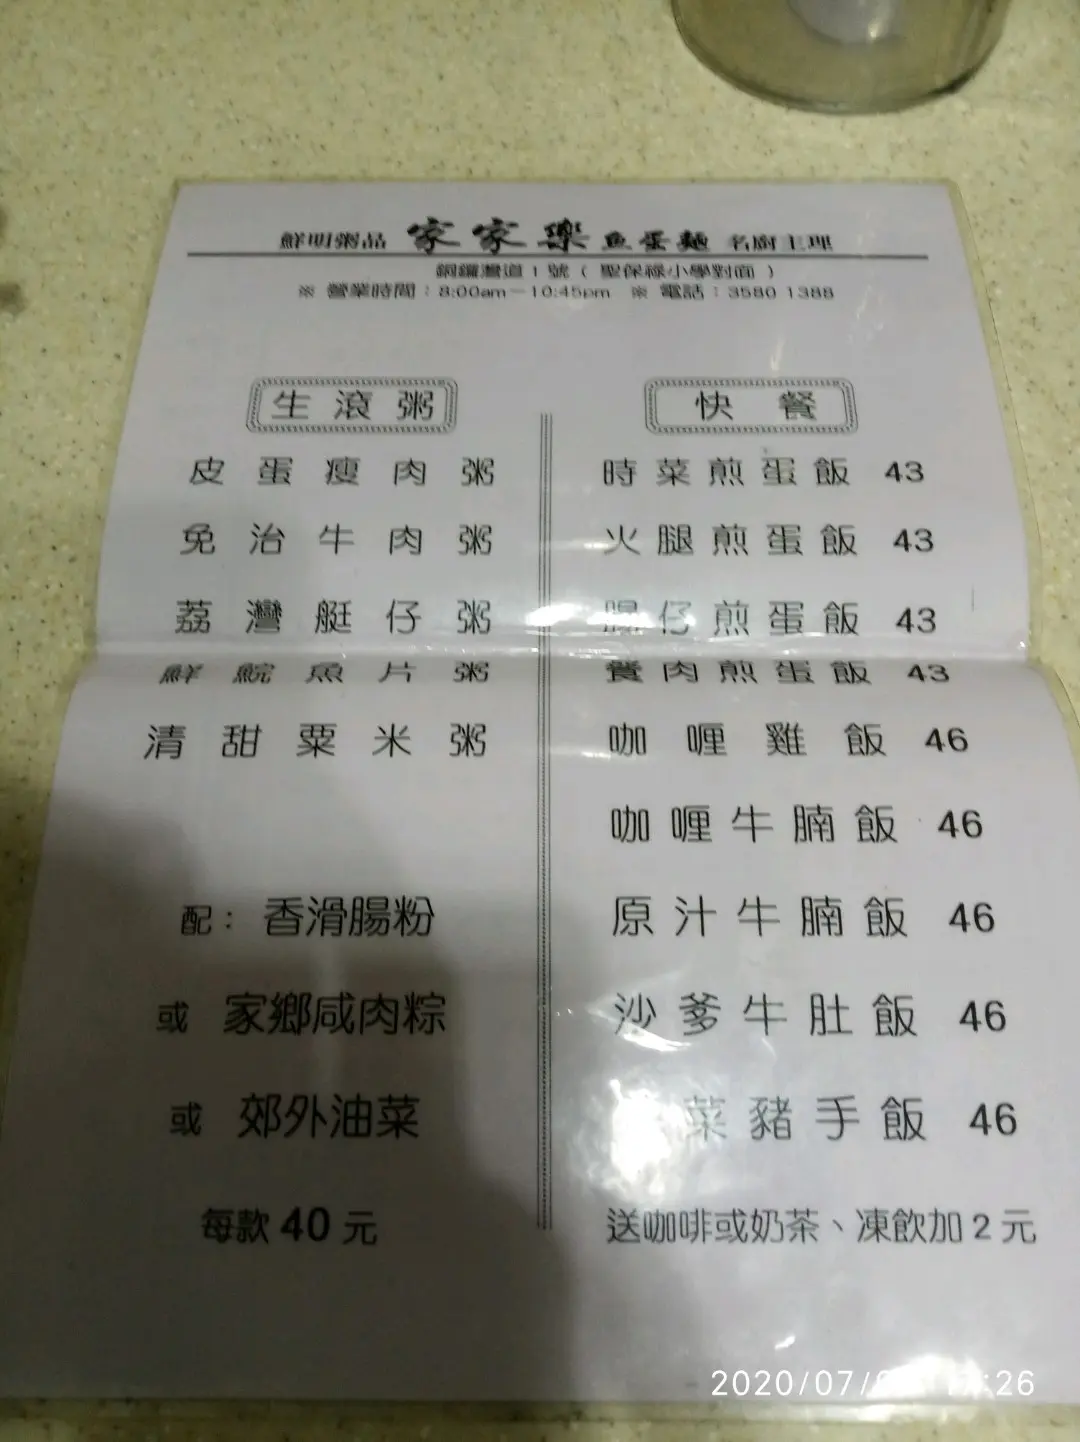 鮮明粥品 家家樂 魚蛋麵 名廚主理
銅鑼灣道1號（聖保祿小學對面）
※ 營業時間：8:00am－10:45pm ※ 電話：3580 1388
生滾粥
皮蛋瘦肉粥
免治牛肉粥
荔灣艇仔粥
鮮鯇魚片粥
清甜粟米粥
配：香滑腸粉
或 家鄉咸肉粽
或 郊外油菜
每款 40 元
快餐
時菜煎蛋飯 43
火腿煎蛋飯 43
腸仔煎蛋飯 43
餐肉煎蛋飯 43
咖喱雞飯 46
咖喱牛腩飯 46
原汁牛腩飯 46
沙爹牛肚飯 46
菜豬手飯 46
送咖啡或奶茶、凍飲加 2 元
2020/07/0 :26